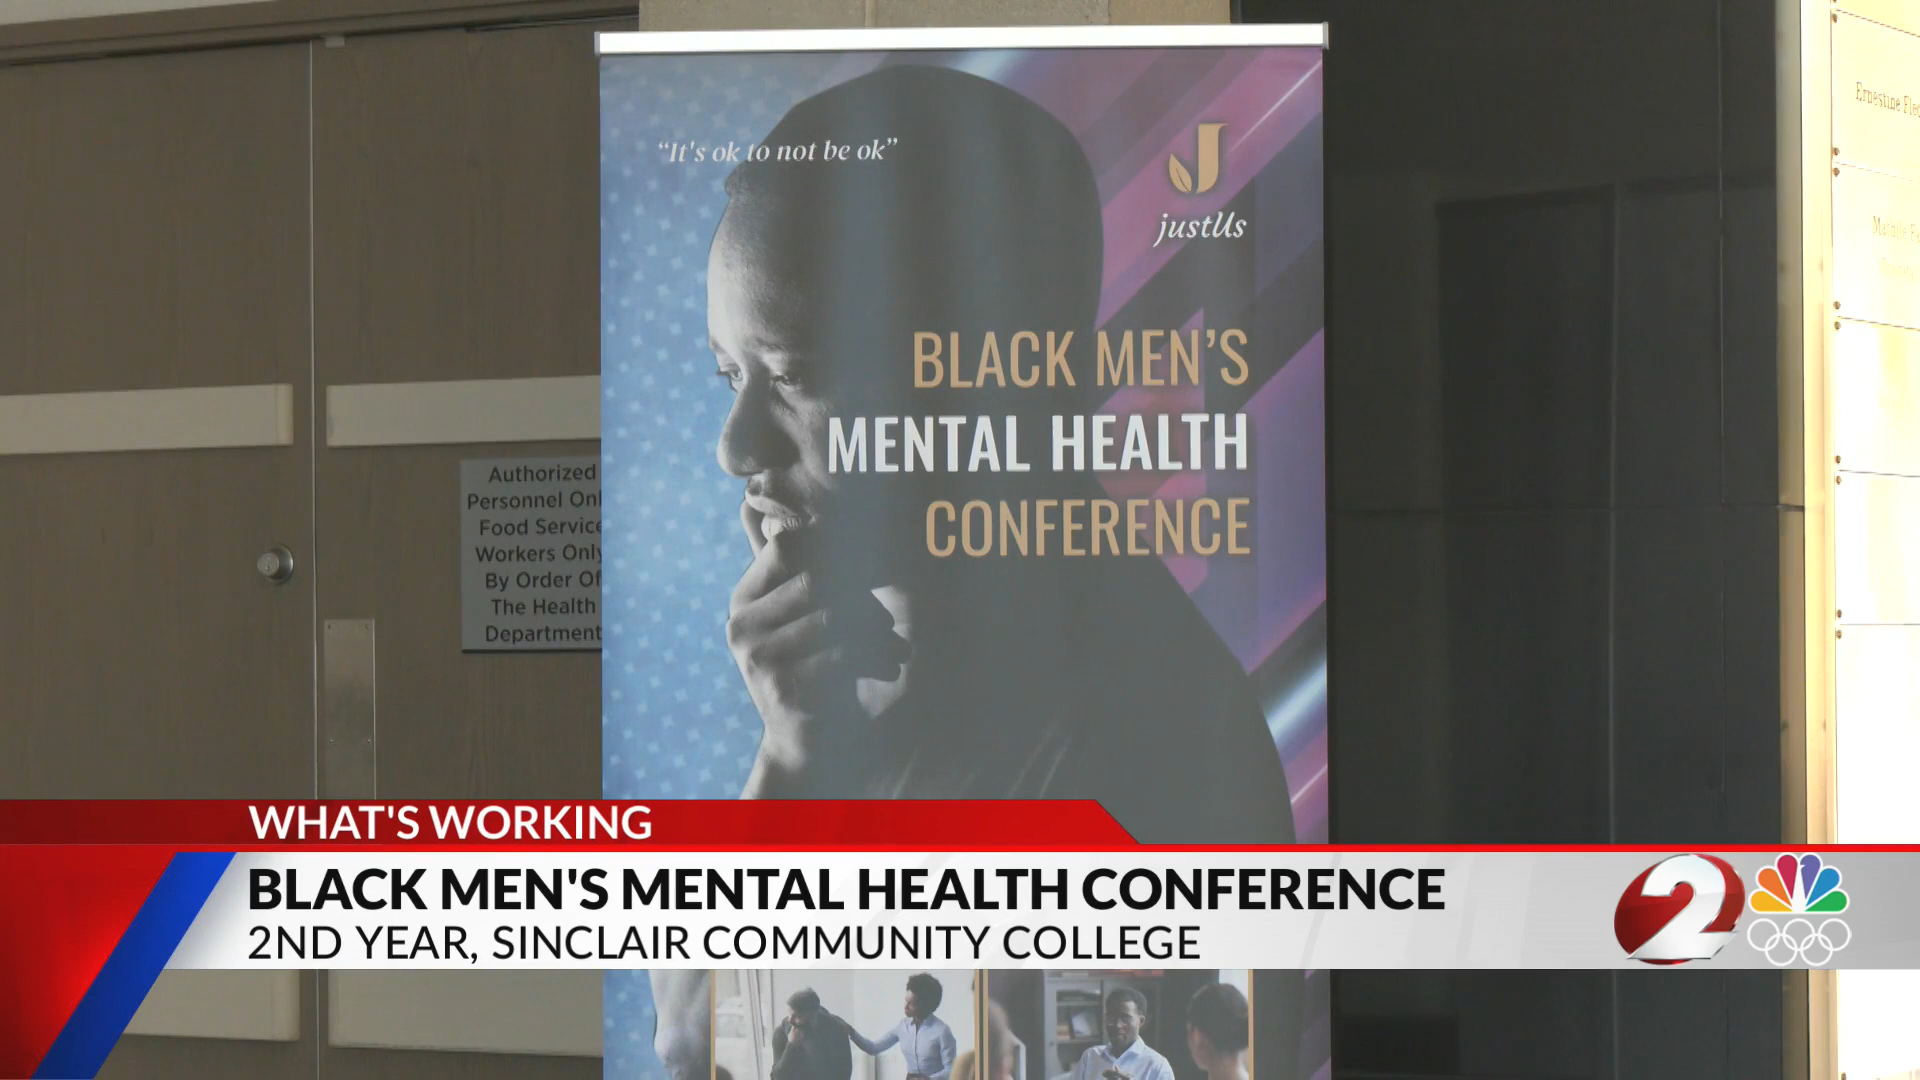 "It's ok to not be ok"
justUs
BLACK MEN'S
MENTAL HEALTH
CONFERENCE
Authorized
Personnel Onl
Food Service
Workers Only
By Order Of
The Health
Department
Ernestine
WHAT'S WORKING
BLACK MEN'S MENTAL HEALTH CONFERENCE
2ND YEAR, SINCLAIR COMMUNITY COLLEGE
2